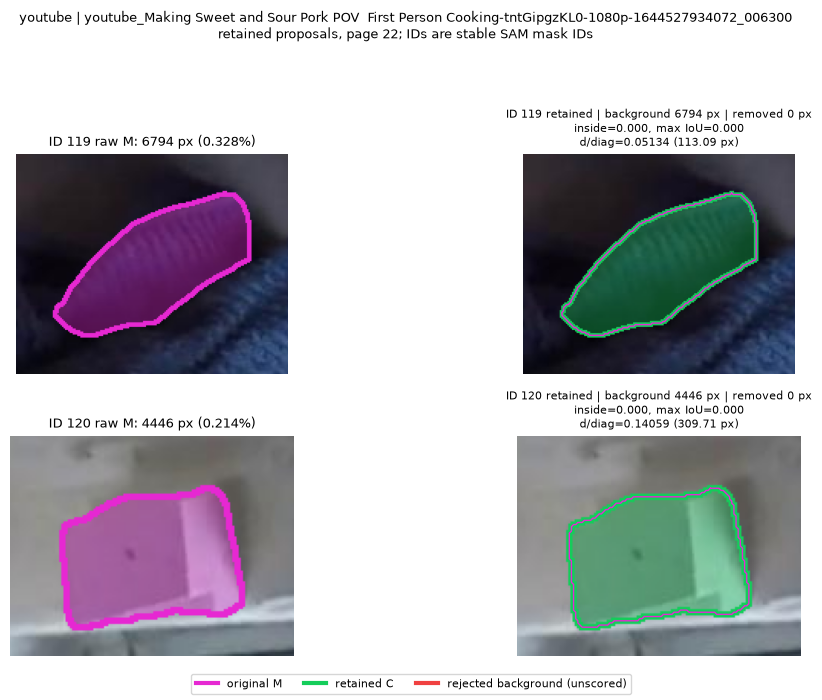 youtube | youtube_Making Sweet and Sour Pork POV  First Person Cooking-tntGipgzKL0-1080p-1644527934072_006300
retained proposals, page 22; IDs are stable SAM mask IDs
ID 119 raw M: 6794 px (0.328%)
ID 119 retained | background 6794 px | removed 0 px
inside=0.000, max IoU=0.000
d/diag=0.05134 (113.09 px)
ID 120 raw M: 4446 px (0.214%)
ID 120 retained | background 4446 px | removed 0 px
inside=0.000, max IoU=0.000
d/diag=0.14059 (309.71 px)
original M
retained C
rejected background (unscored)